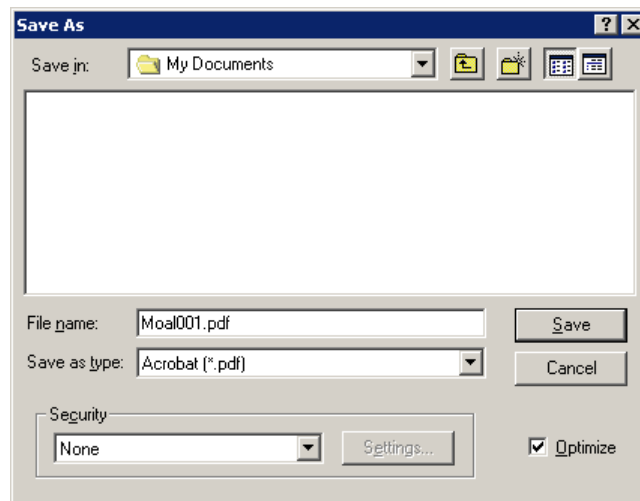 Save As
Save in: My Documents
File name: Moal001.pdf Save
Save as type: Acrobat (*.pdf) Cancel
Security
None Settings... Optimize